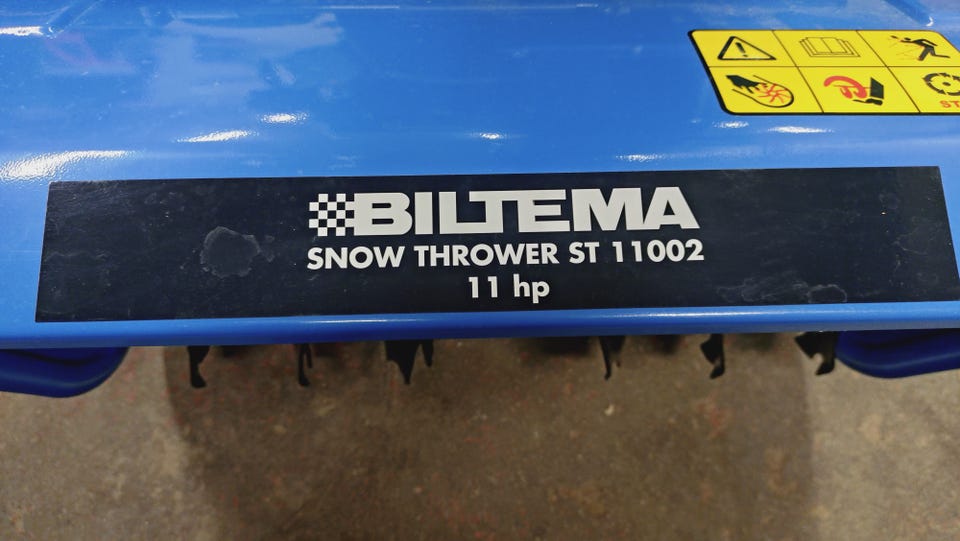 BILTEMA
SNOW THROWER ST 11002
11 hp